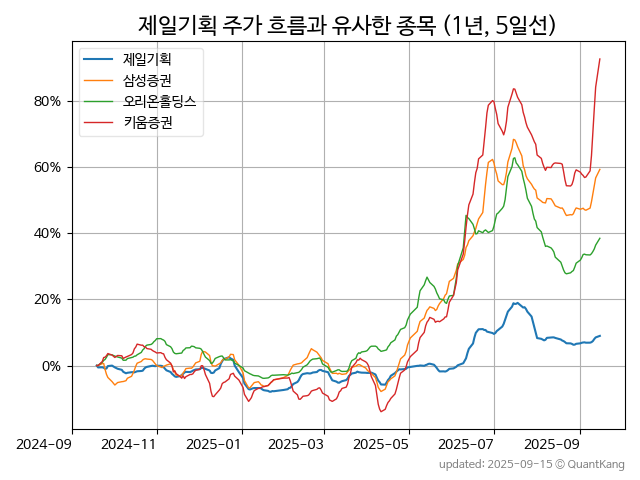 제일기획 주가 흐름과 유사한 종목 (1년, 5일선)
제일기획
삼성증권
오리온홀딩스
키움증권
80%
60%
40%
20%
0%
2024-09 2024-11 2025-01 2025-03 2025-05 2025-07 2025-09
updated: 2025-09-15 © QuantKang